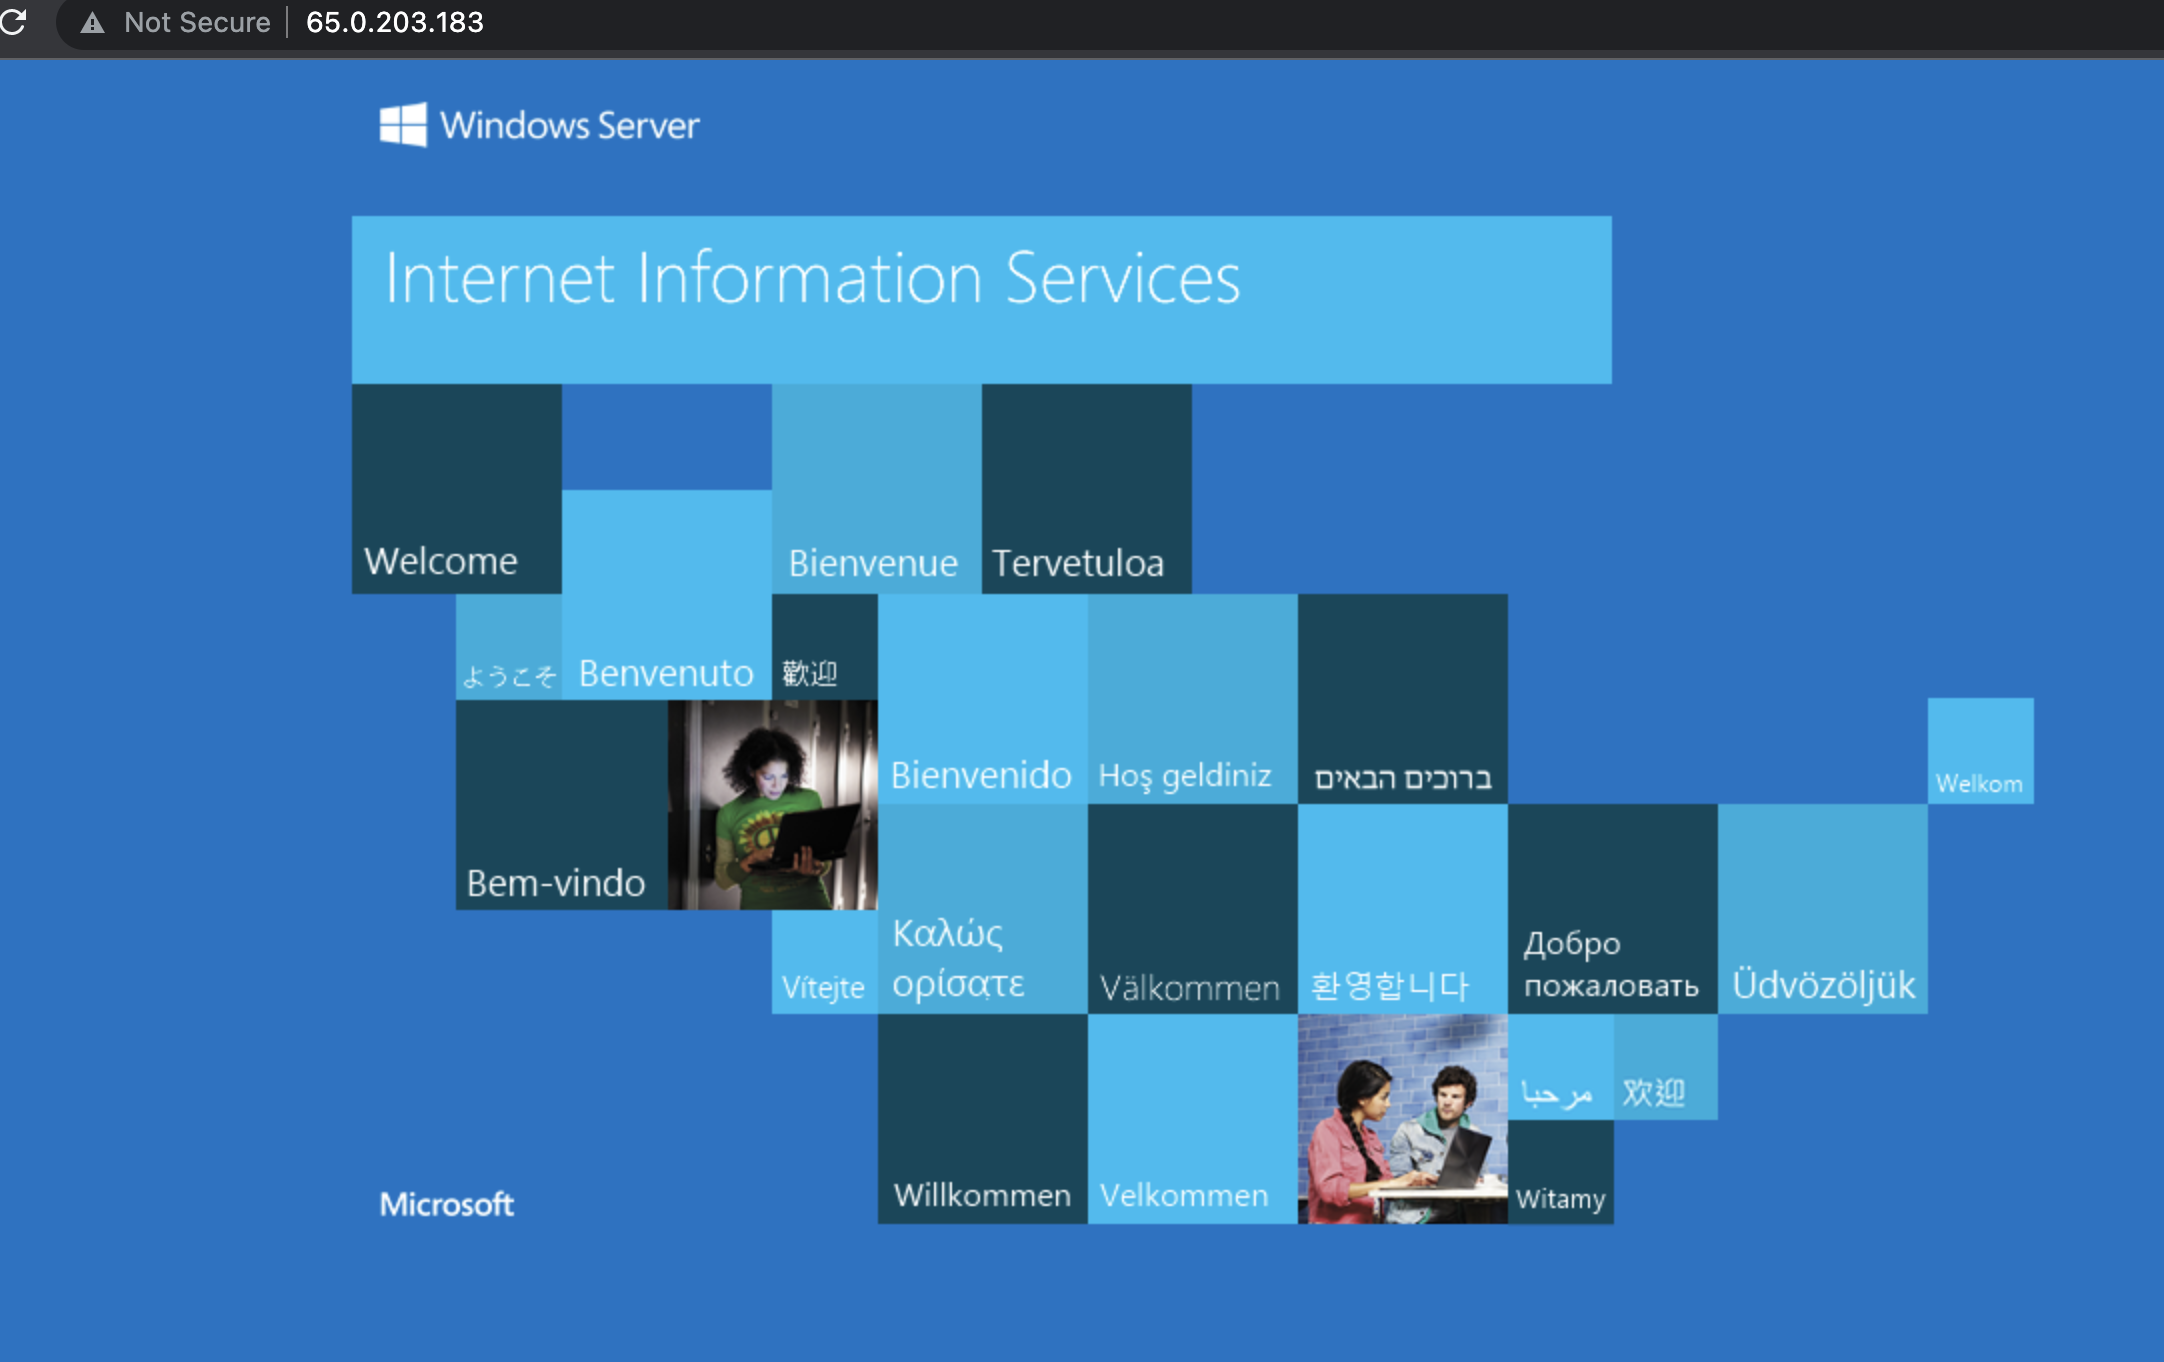 Not Secure
65.0.203.183
Windows Server
Internet Information Services
Welcome
Bienvenue
Tervetuloa
ようこそ
Benvenuto
歡迎
Bienvenido
Hoş geldiniz
ברוכים הבאים
Welkom
Bem-vindo
Vítejte
Καλώς
ορίσατε
Välkommen
환영합니다
Добро
пожаловать
Üdvözöljük
مرحبا
欢迎
Willkommen
Velkommen
Witamy
Microsoft